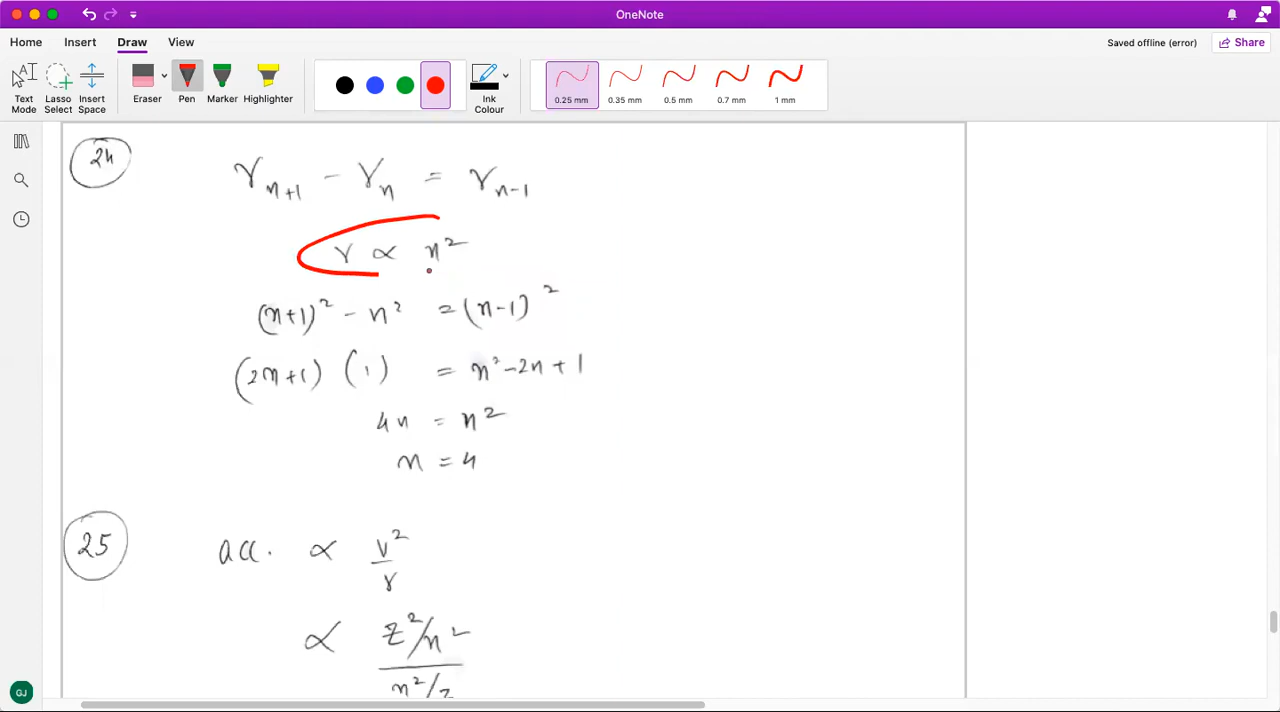 OneNote
Home Insert Draw View
Saved offline (error)
Share
Text Mode
Lasso Select
Insert Space
Eraser
Pen
Marker
Highlighter
Ink Colour
0.25 mm
0.35 mm
0.5 mm
0.7 mm
1 mm
24
r_{n+1} - r_n = r_{n-1}
r ∝ n²
(n+1)² - n² = (n-1)²
(2n+1) (1) = n² - 2n + 1
4n = n²
n = 4
25
acc. ∝ v²/r
∝ Z²/n²
n²/Z
GJ